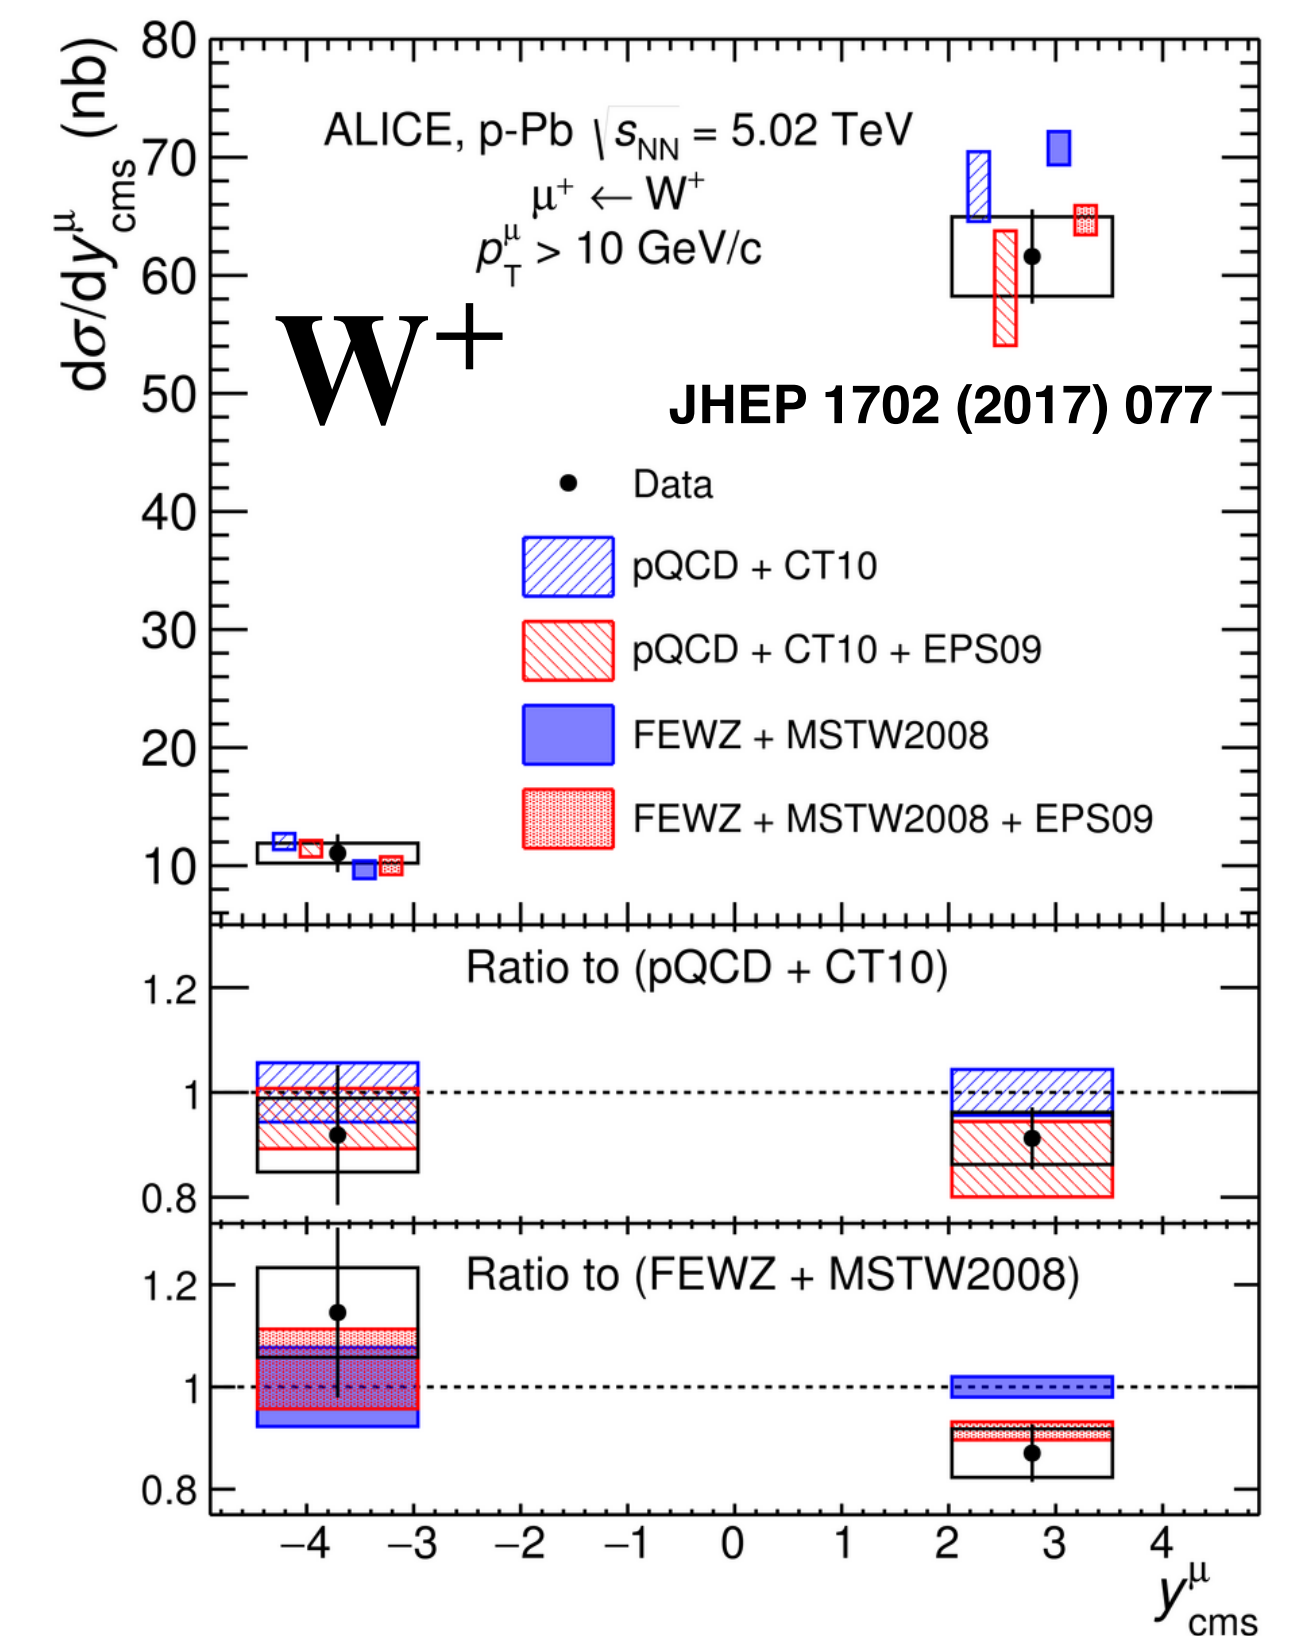 dσ/dy^μ_cms (nb)
80
70
60
50
40
30
20
10
ALICE, p-Pb √s_NN = 5.02 TeV
μ⁺ ← W⁺
p_T^μ > 10 GeV/c
W⁺
JHEP 1702 (2017) 077
Data
pQCD + CT10
pQCD + CT10 + EPS09
FEWZ + MSTW2008
FEWZ + MSTW2008 + EPS09
Ratio to (pQCD + CT10)
1.2
1
0.8
Ratio to (FEWZ + MSTW2008)
1.2
1
0.8
−4 −3 −2 −1 0 1 2 3 4
y^μ_cms